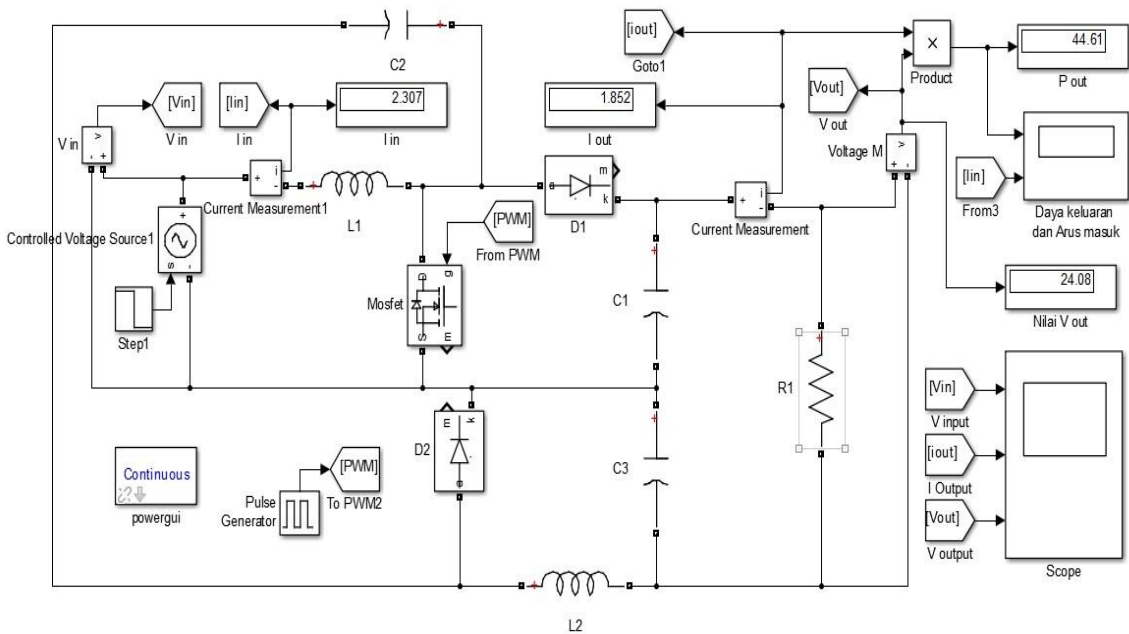 C2
[Vin]
V in
[Iin]
I in
2.307
I in
[iout]
Goto1
1.852
I out
×
Product
44.61
P out
[Vout]
V out
Voltage M
V in
v
- +
+ -
i
Current Measurement1
L1
a
m
k
D1
[PWM]
From PWM
+
-
i
Current Measurement
v
+ -
[Iin]
From3
Daya keluaran
dan Arus masuk
Controlled Voltage Source1
s
+
-
Step1
Mosfet
D
g
S
m
C1
24.08
Nilai V out
R1
[Vin]
V input
[iout]
I Output
[Vout]
V output
Scope
D2
m
k
a
C3
Continuous
powergui
Pulse
Generator
[PWM]
To PWM2
L2